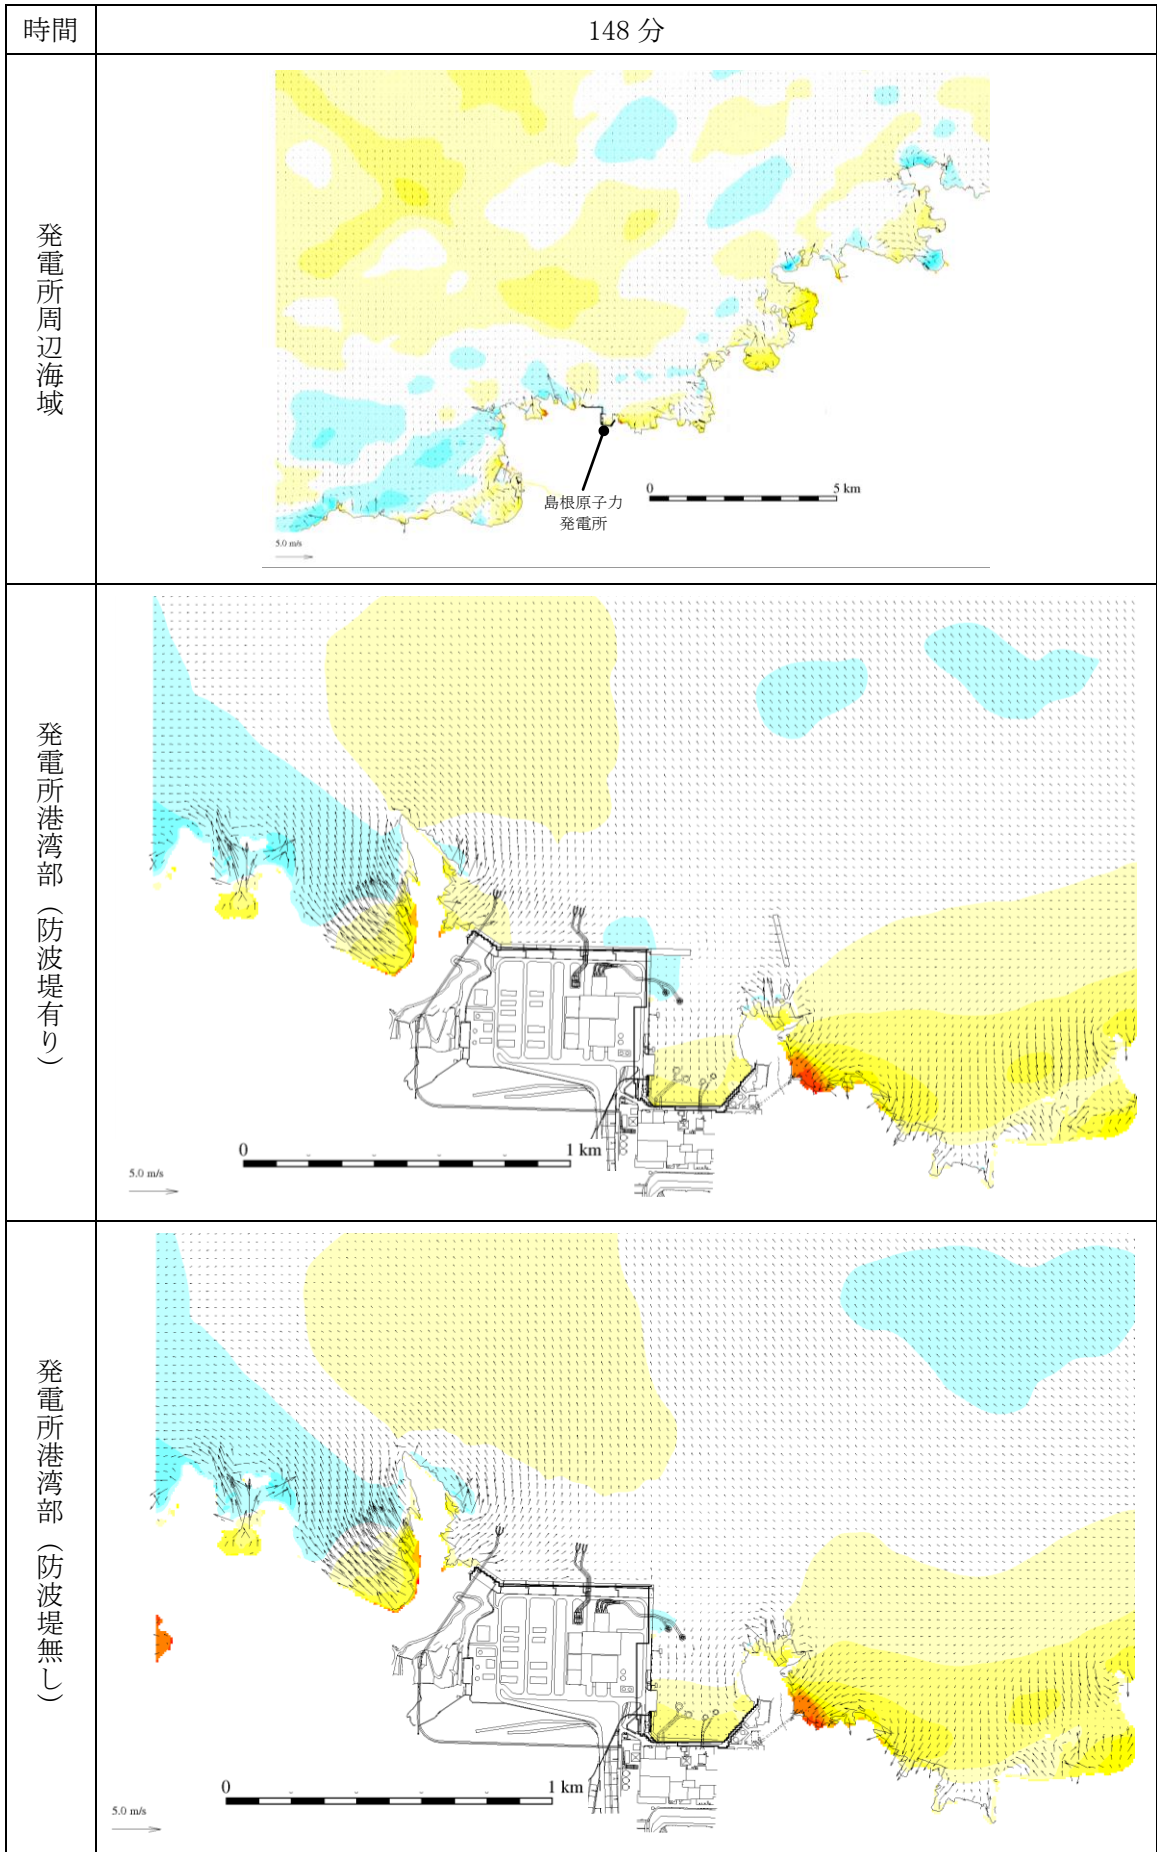 時間
148 分
発電所周辺海域
島根原子力
発電所
0
5 km
5.0 m/s
発電所港湾部（防波堤有り）
0
1 km
5.0 m/s
発電所港湾部（防波堤無し）
0
1 km
5.0 m/s